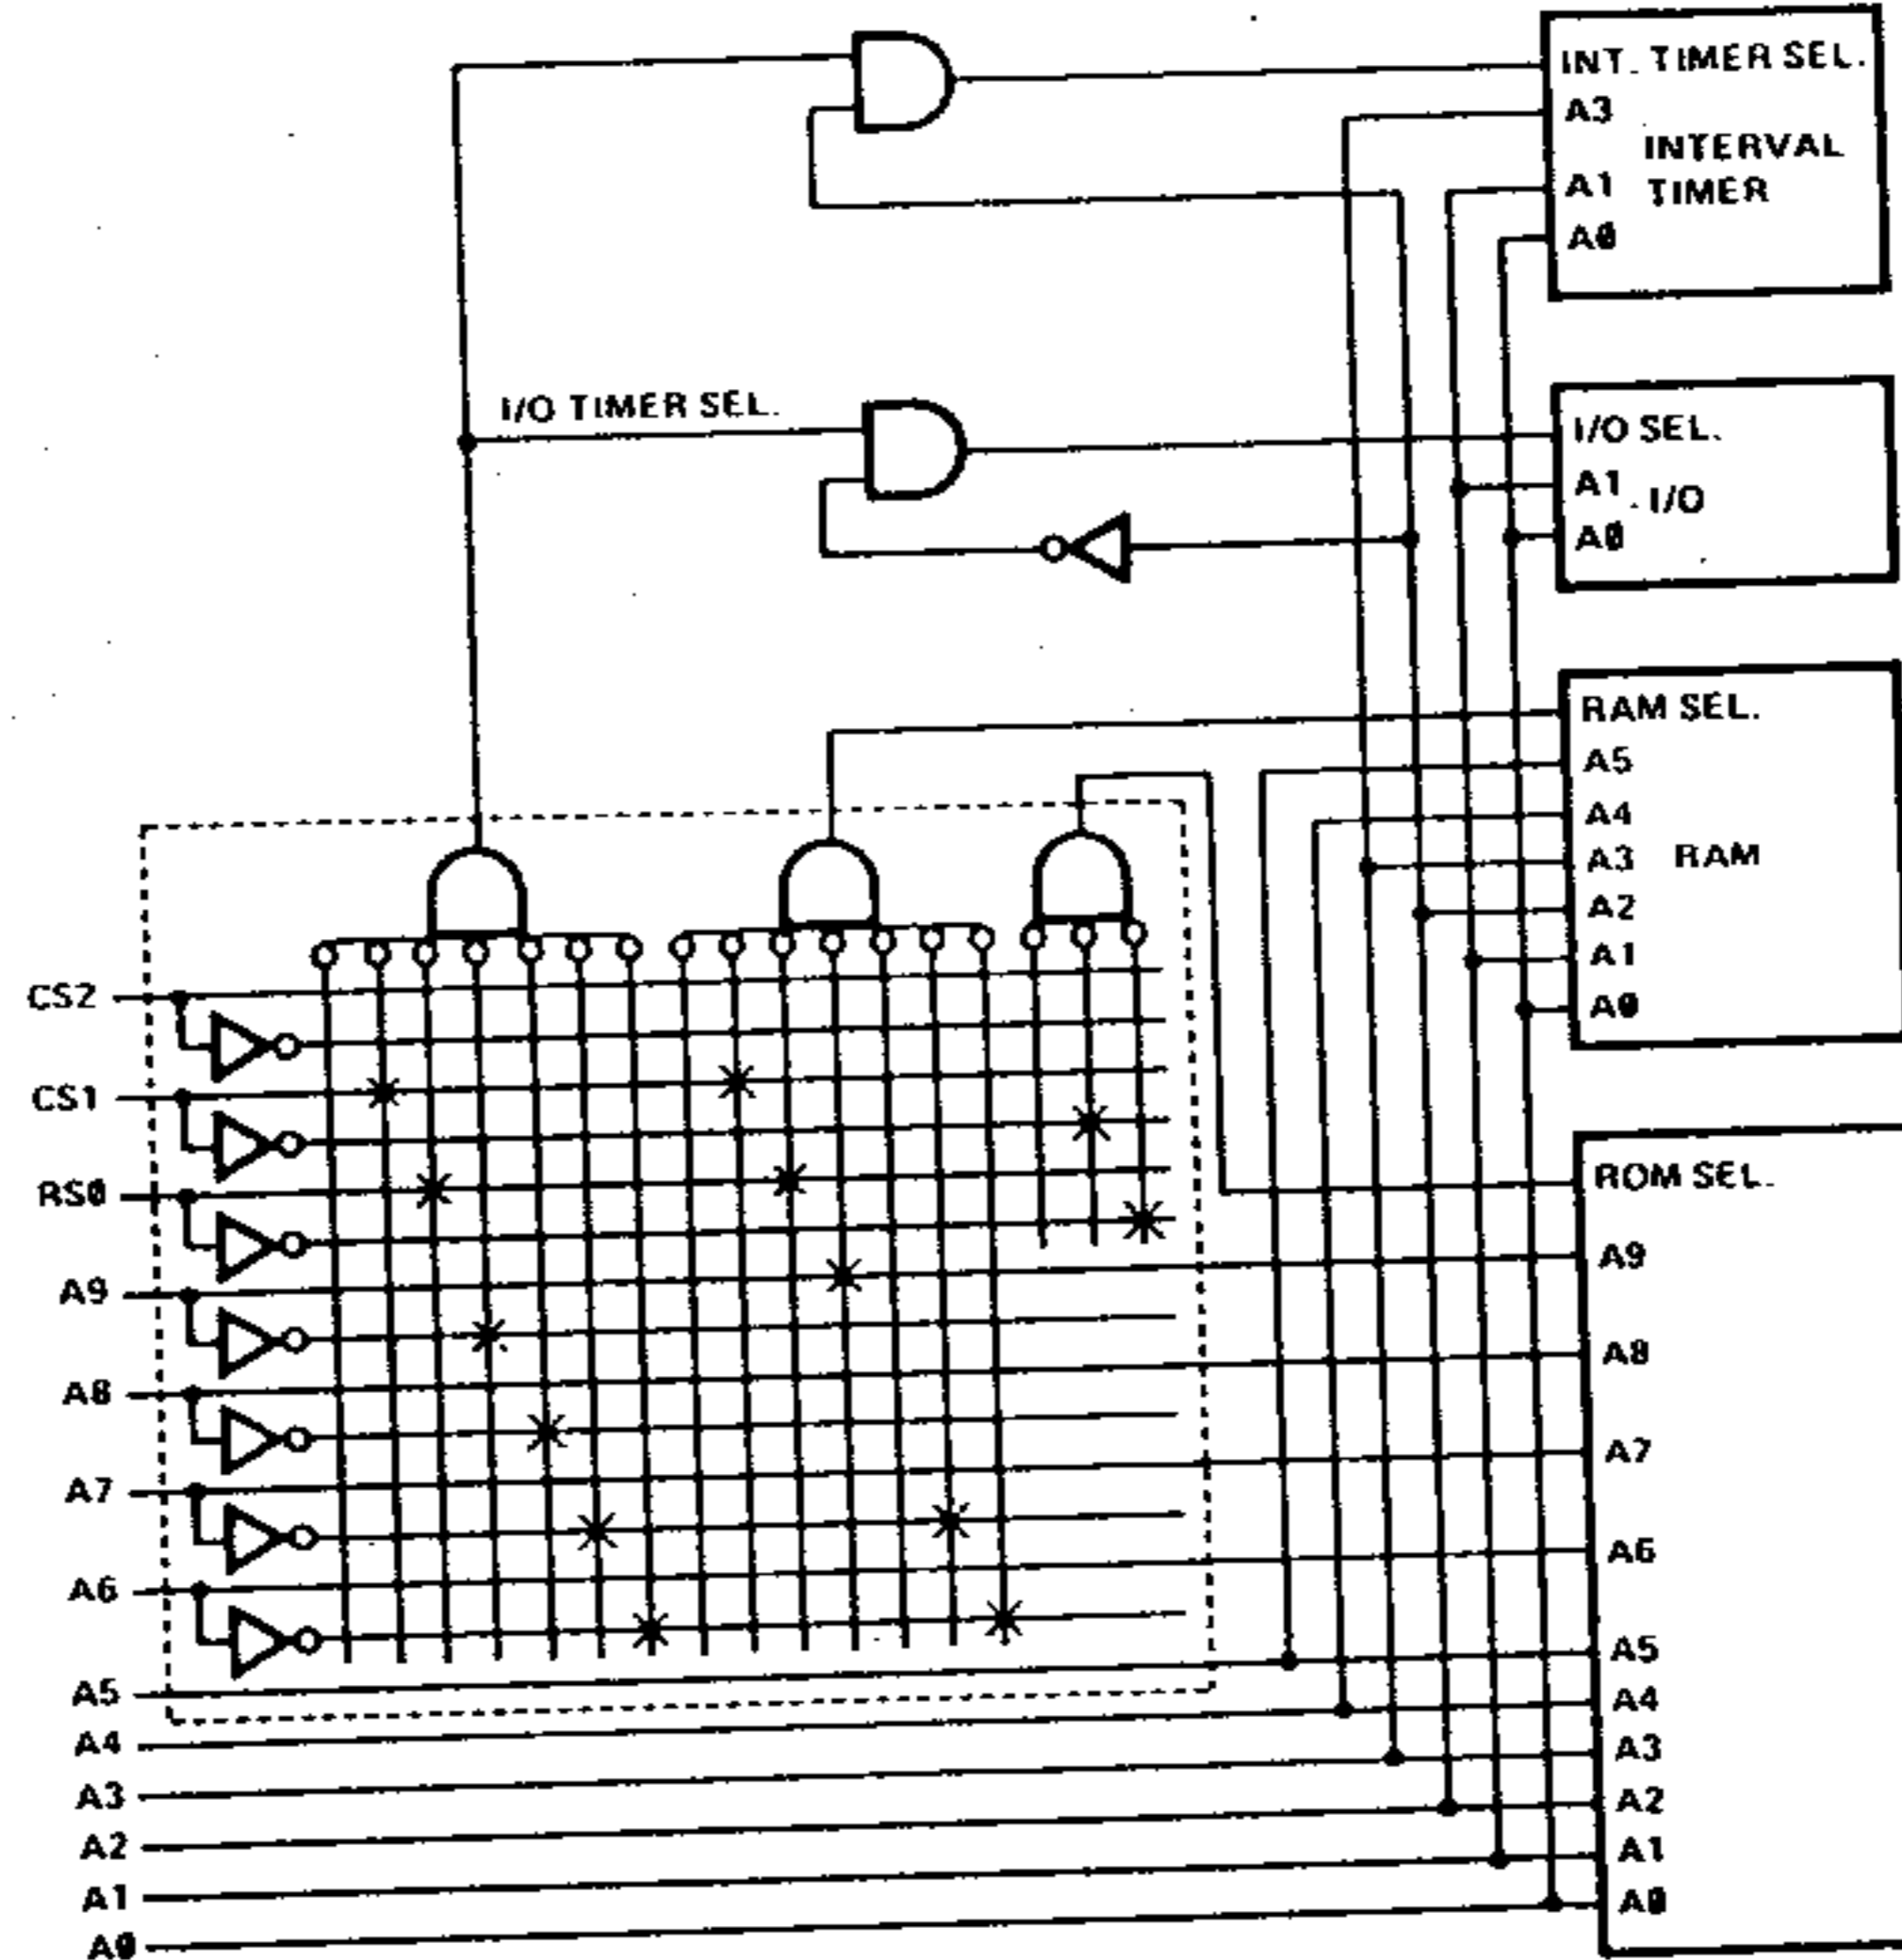 INT. TIMER SEL.
A3
INTERVAL
TIMER
A1
A0
I/O TIMER SEL.
I/O SEL.
A1
I/O
A0
RAM SEL.
A5
A4
A3
RAM
A2
A1
A0
CS2
CS1
RS0
A9
A8
A7
A6
A5
A4
A3
A2
A1
A0
ROM SEL.
A9
A8
A7
A6
A5
A4
A3
A2
A1
A0